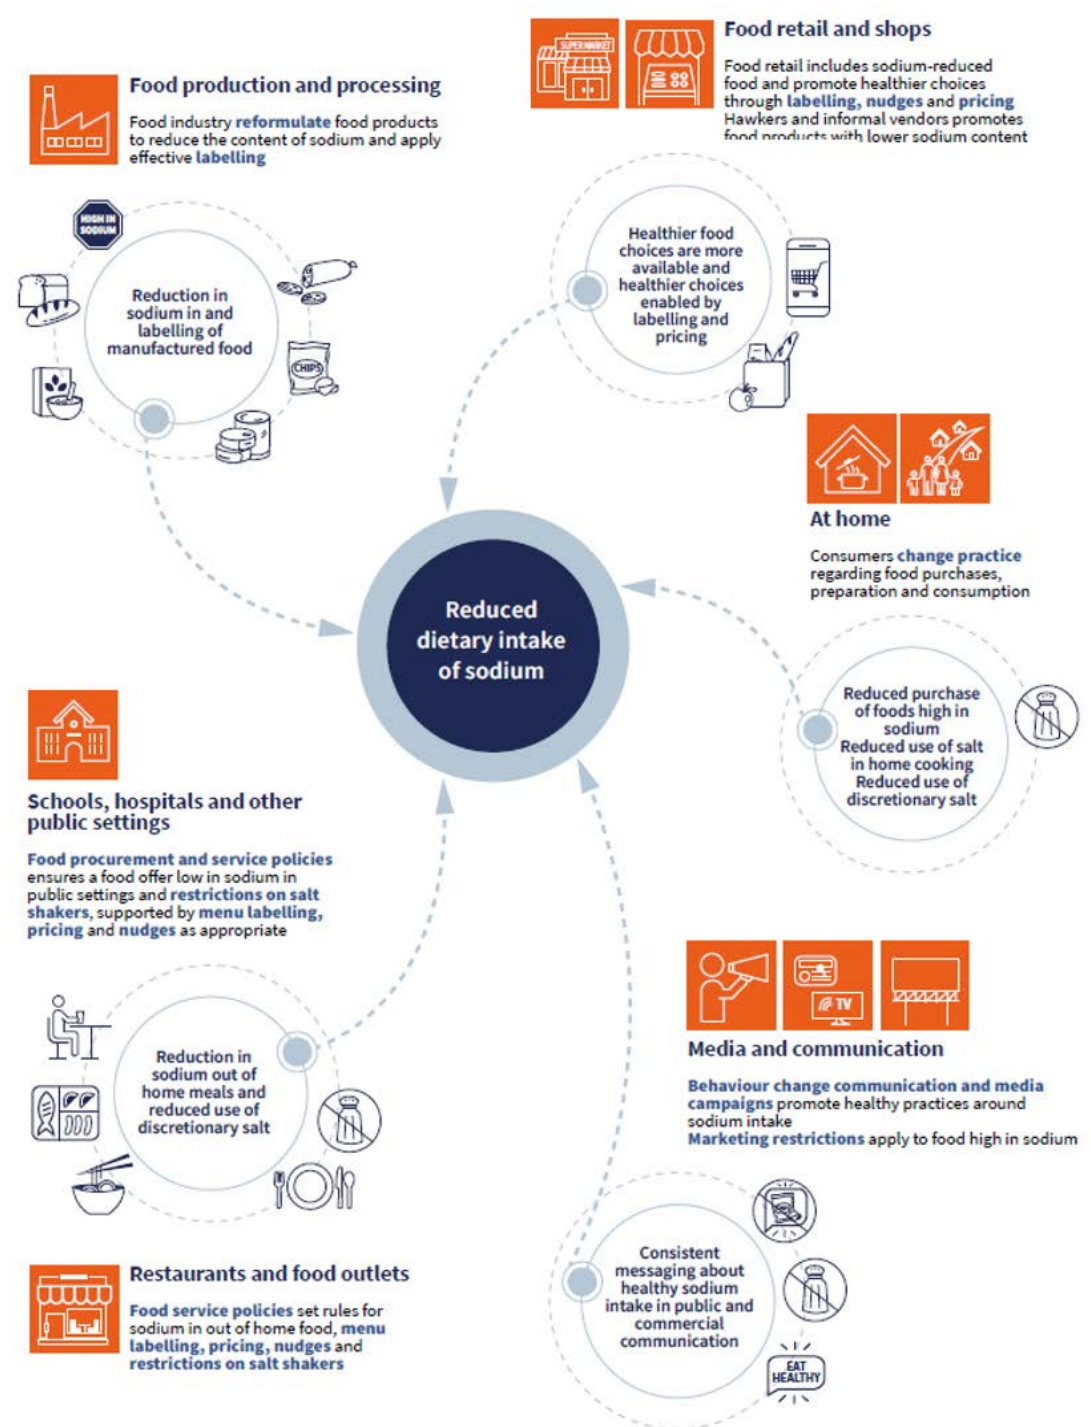 Food retail and shops
Food retail includes sodium-reduced
food and promote healthier choices
through labelling, nudges and pricing
Hawkers and informal vendors promotes
food products with lower sodium content
SUPERMARKET
Food production and processing
Food industry reformulate food products
to reduce the content of sodium and apply
effective labelling
HIGH IN
SODIUM
Reduction in
sodium in and
labelling of
manufactured food
CHIPS
Healthier food
choices are more
available and
healthier choices
enabled by
labelling and
pricing
At home
Consumers change practice
regarding food purchases,
preparation and consumption
Reduced
dietary intake
of sodium
Reduced purchase
of foods high in
sodium
Reduced use of salt
in home cooking
Reduced use of
discretionary salt
Schools, hospitals and other
public settings
Food procurement and service policies
ensures a food offer low in sodium in
public settings and restrictions on salt
shakers, supported by menu labelling,
pricing and nudges as appropriate
Reduction in
sodium out of
home meals and
reduced use of
discretionary salt
TV
Media and communication
Behaviour change communication and media
campaigns promote healthy practices around
sodium intake
Marketing restrictions apply to food high in sodium
Consistent
messaging about
healthy sodium
intake in public and
commercial
communication
EAT
HEALTHY
Restaurants and food outlets
Food service policies set rules for
sodium in out of home food, menu
labelling, pricing, nudges and
restrictions on salt shakers